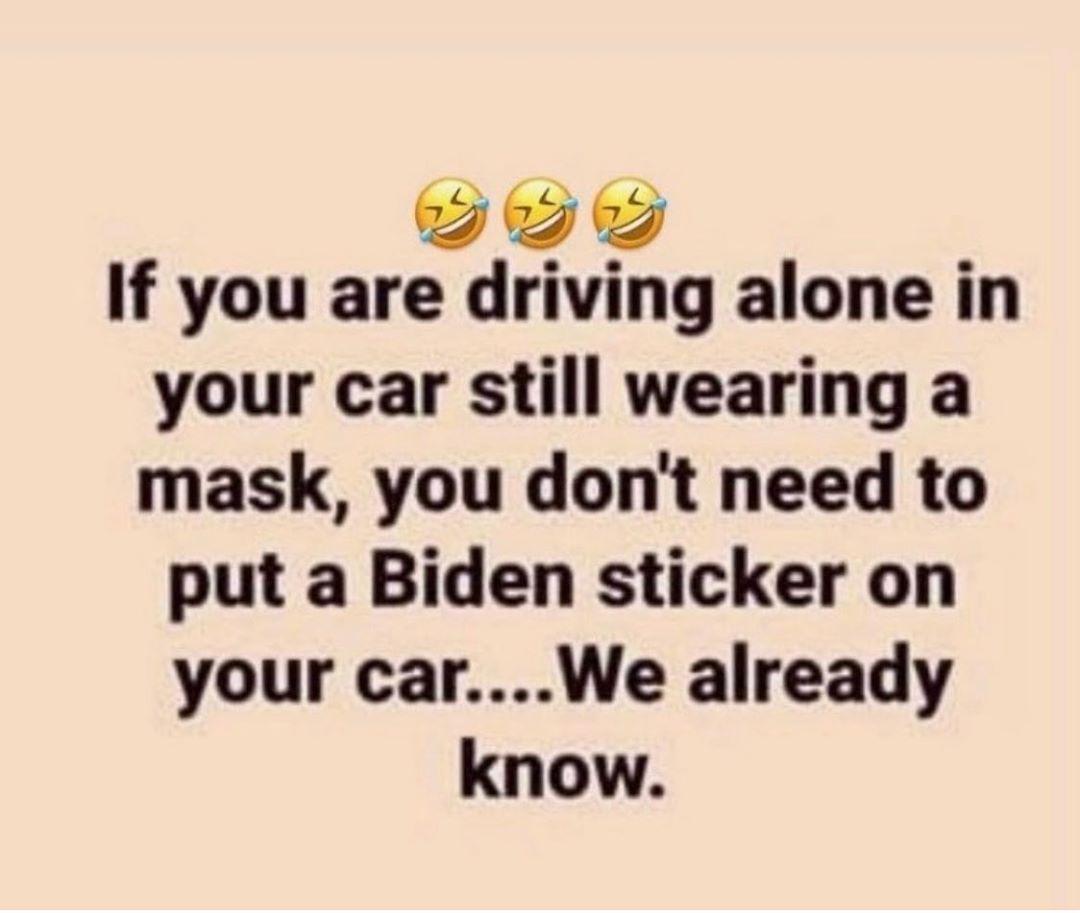 🤣🤣🤣
If you are driving alone in
your car still wearing a
mask, you don't need to
put a Biden sticker on
your car....We already
know.